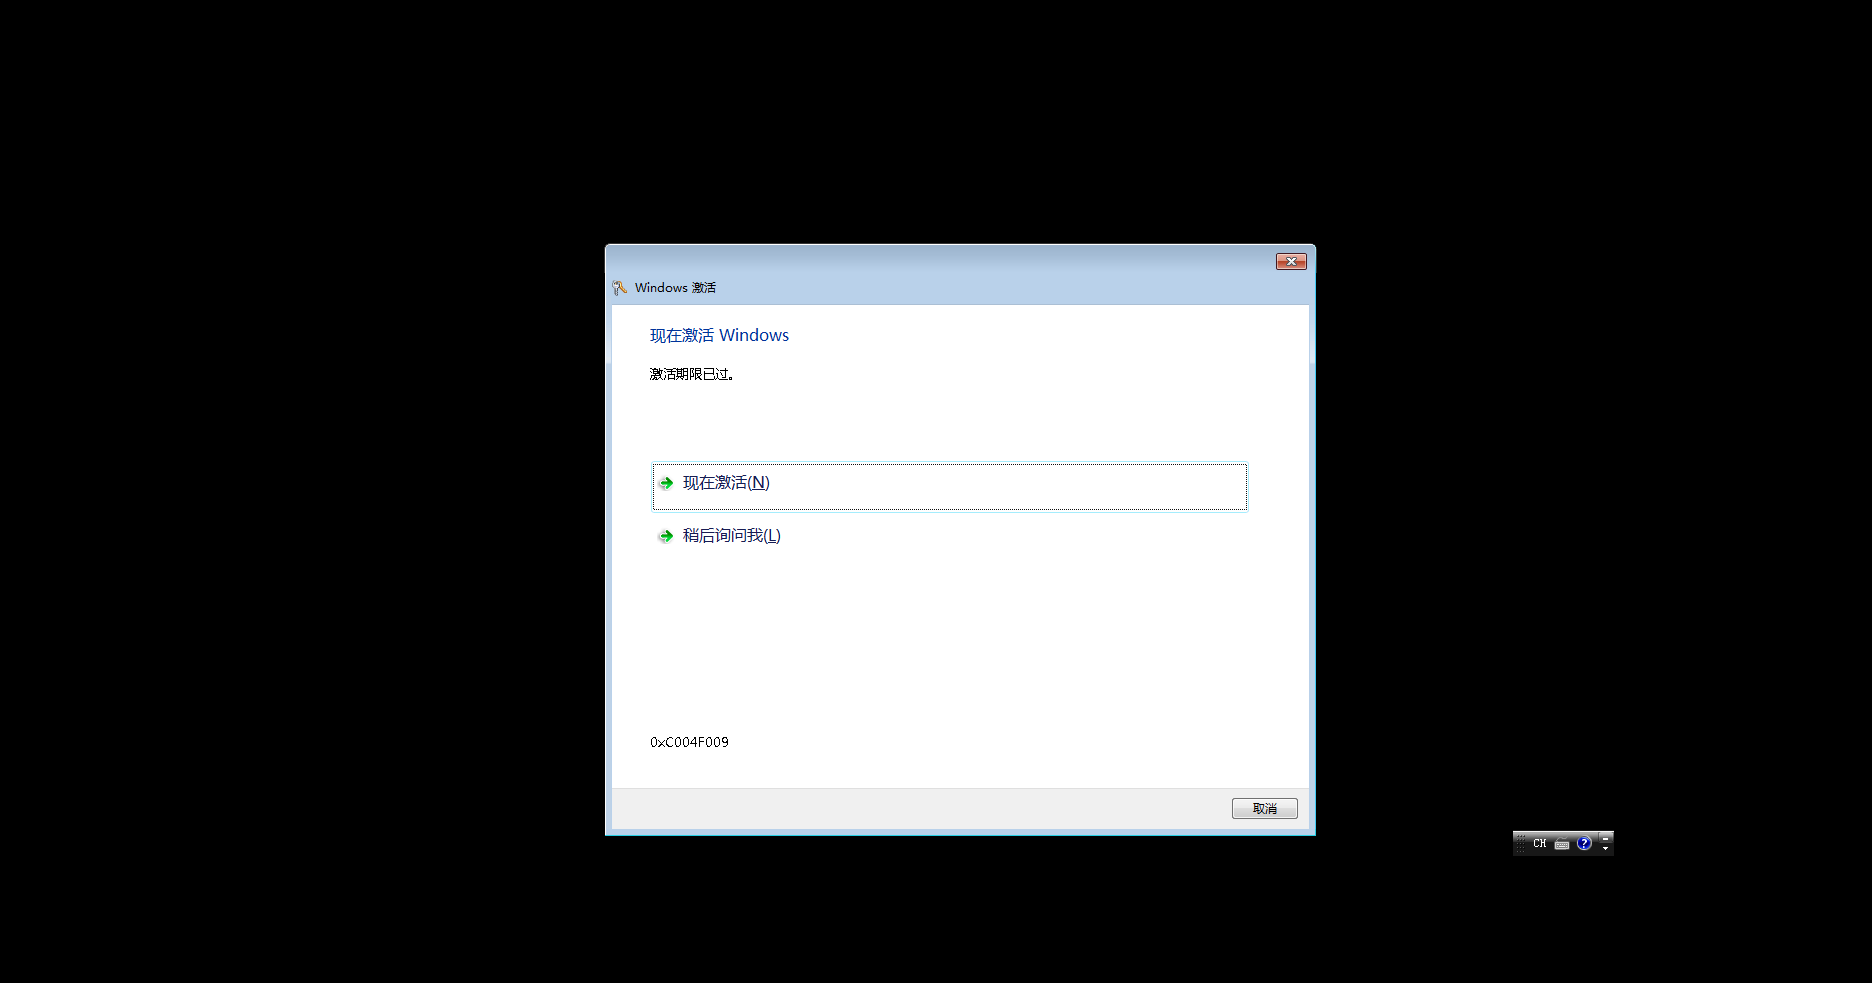 Windows 激活
现在激活 Windows
激活期限已过。
现在激活(N)
稍后询问我(L)
0xC004F009
取消
CH
?